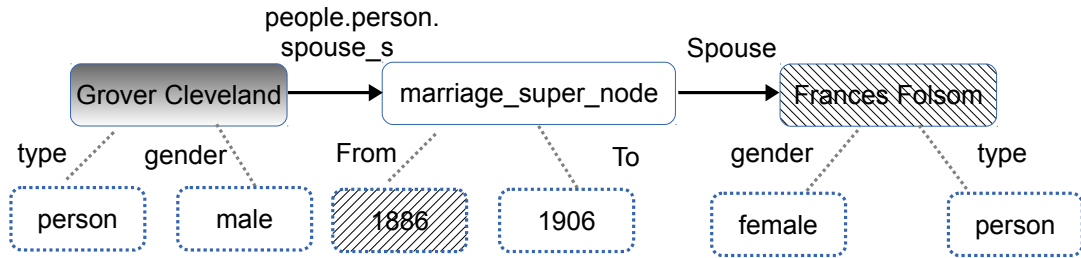 people.person.
spouse_s
Spouse
Grover Cleveland
marriage_super_node
Frances Folsom
type
gender
From
To
gender
type
person
male
1886
1906
female
person